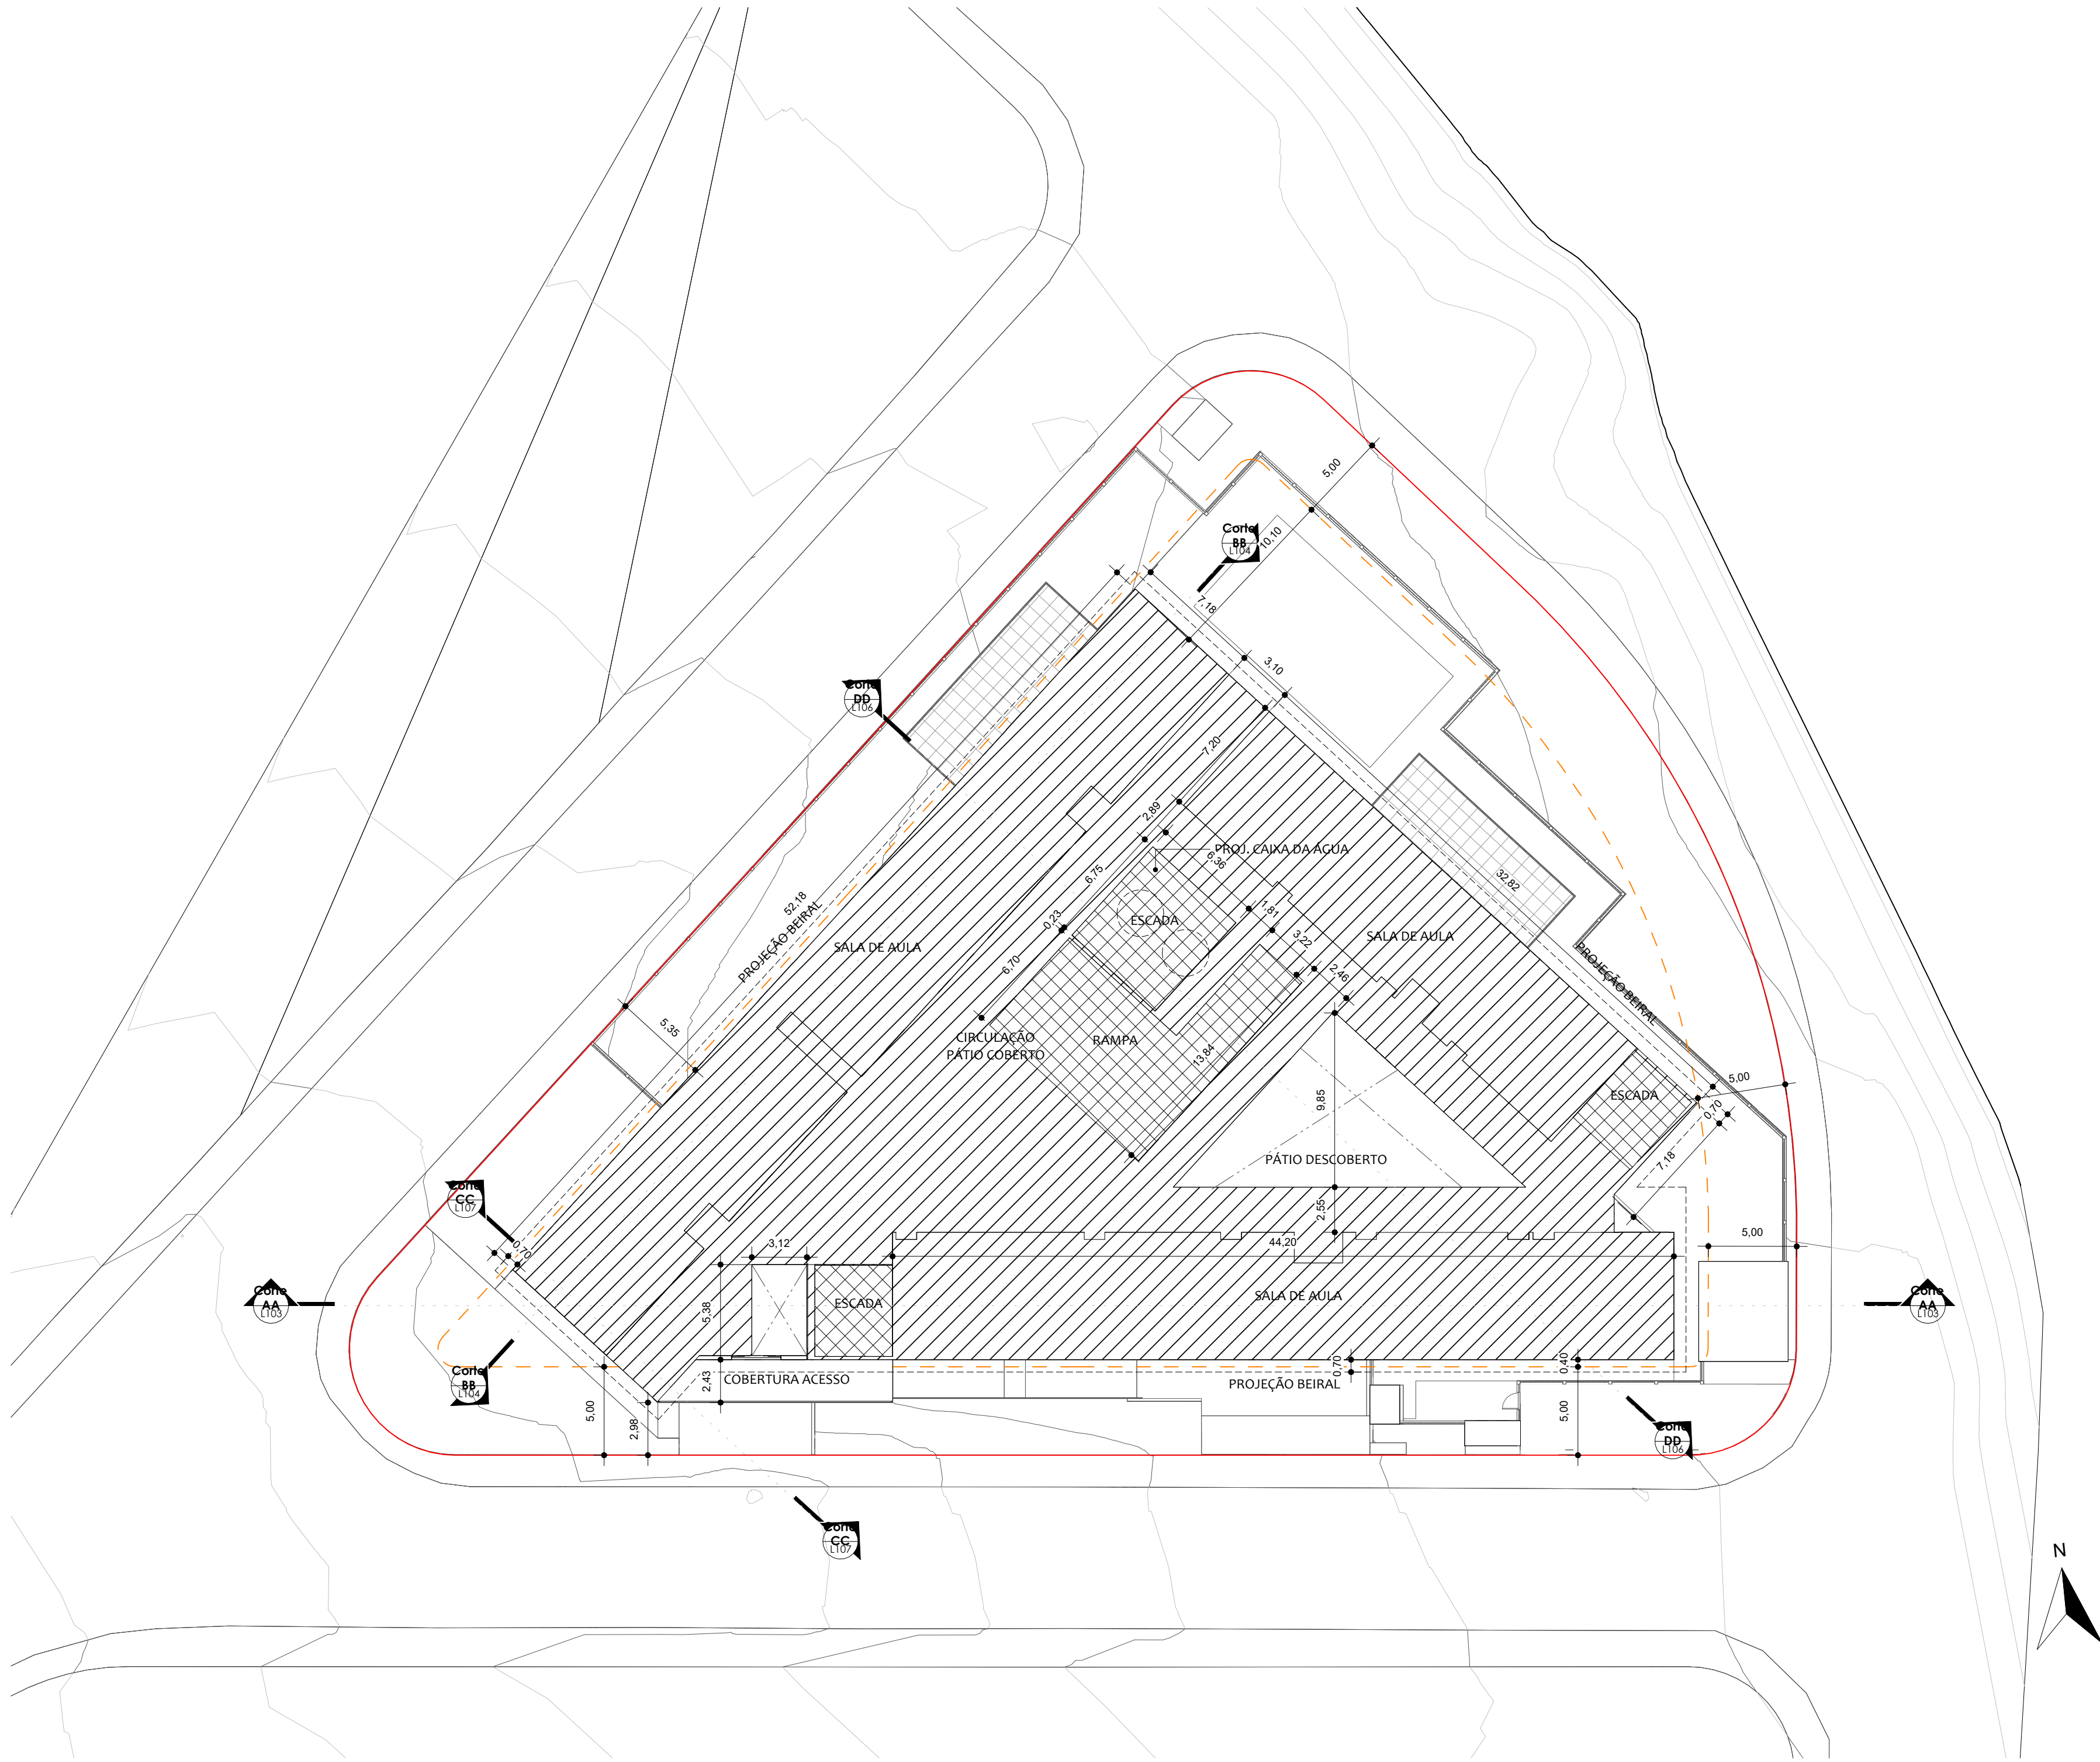 5,00
Corte
BB
L104
10,10
7,18
3,10
Corte
DD
L106
7,20
2,89
PROJ. CAIXA DA ÁGUA
6,36
6,75
32,82
52,18
PROJEÇÃO BEIRAL
0,23
ESCADA
1,81
SALA DE AULA
SALA DE AULA
3,22
PROJEÇÃO BEIRAL
6,70
2,46
5,35
CIRCULAÇÃO
PÁTIO COBERTO
RAMPA
13,84
5,00
ESCADA
9,85
0,70
PÁTIO DESCOBERTO
7,18
Corte
CC
L107
2,55
5,00
0,70
3,12
44,20
Corte
AA
L103
5,38
ESCADA
SALA DE AULA
Corte
AA
L103
0,70
0,40
Corte
BB
L104
2,43
COBERTURA ACESSO
PROJEÇÃO BEIRAL
5,00
2,98
5,00
Corte
DD
L106
Corte
CC
L107
N